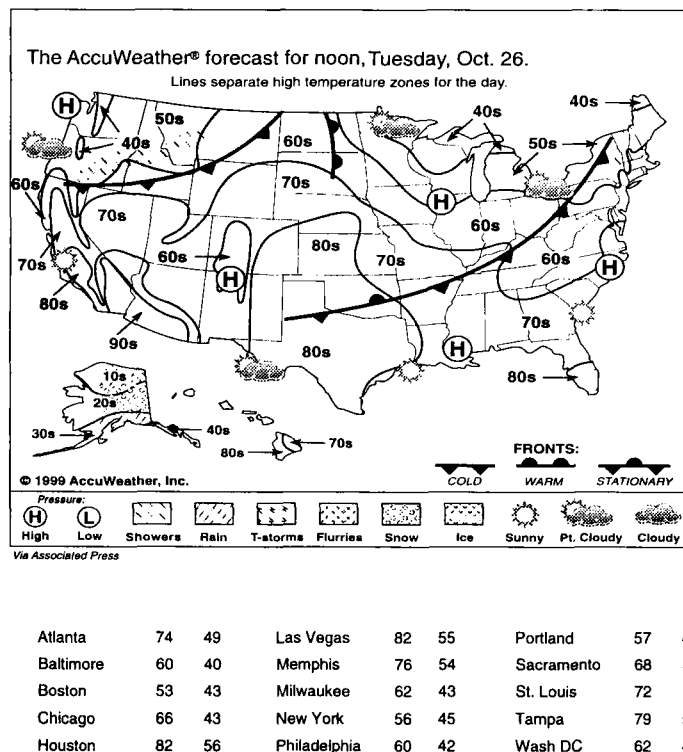 The AccuWeather® forecast for noon, Tuesday, Oct. 26.
Lines separate high temperature zones for the day.
H
50s
40s
40s
40s
60s
50s
60s
70s
H
70s
80s
60s
60s
70s
60s
70s
H
H
80s
70s
90s
80s
H
80s
10s
20s
30s
40s
70s
80s
FRONTS:
© 1999 AccuWeather, Inc.
COLD WARM STATIONARY
Pressure:
H L
High Low Showers Rain T-storms Flurries Snow Ice Sunny Pt. Cloudy Cloudy
Via Associated Press
Atlanta 74 49 Las Vegas 82 55 Portland 57
Baltimore 60 40 Memphis 76 54 Sacramento 68
Boston 53 43 Milwaukee 62 43 St. Louis 72
Chicago 66 43 New York 56 45 Tampa 79
Houston 82 56 Philadelphia 60 42 Wash DC 62